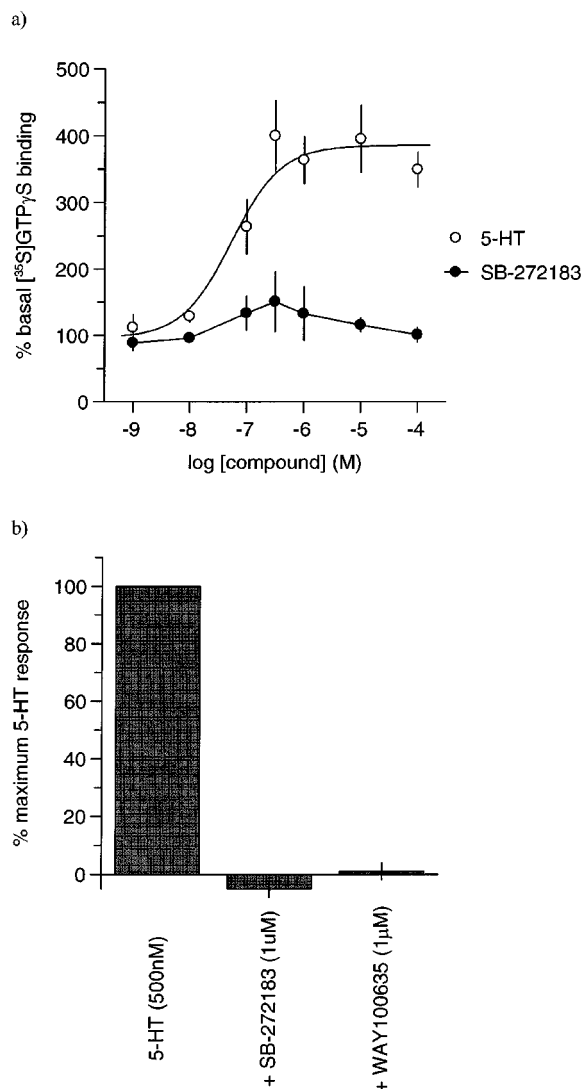 a)
500
400
300
200
100
0
% basal [³⁵S]GTPγS binding
-9 -8 -7 -6 -5 -4
log [compound] (M)
5-HT
SB-272183
b)
100
80
60
40
20
0
% maximum 5-HT response
5-HT (500nM)
+ SB-272183 (1uM)
+ WAY100635 (1μM)